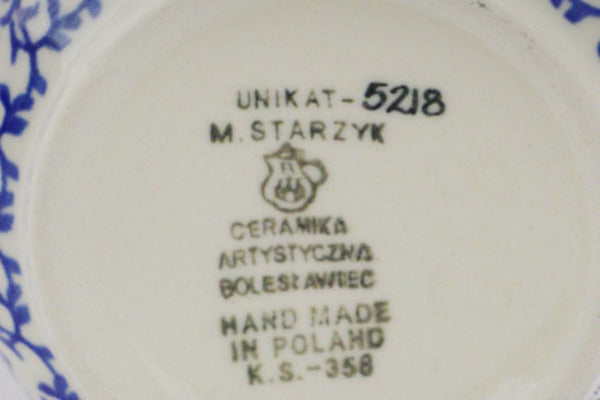 UNIKAT-5218
M. STARZYK
CERAMIKA
ARTYSTYCZNA
BOLESŁAWIEC
HAND MADE
IN POLAND
K.S.-358